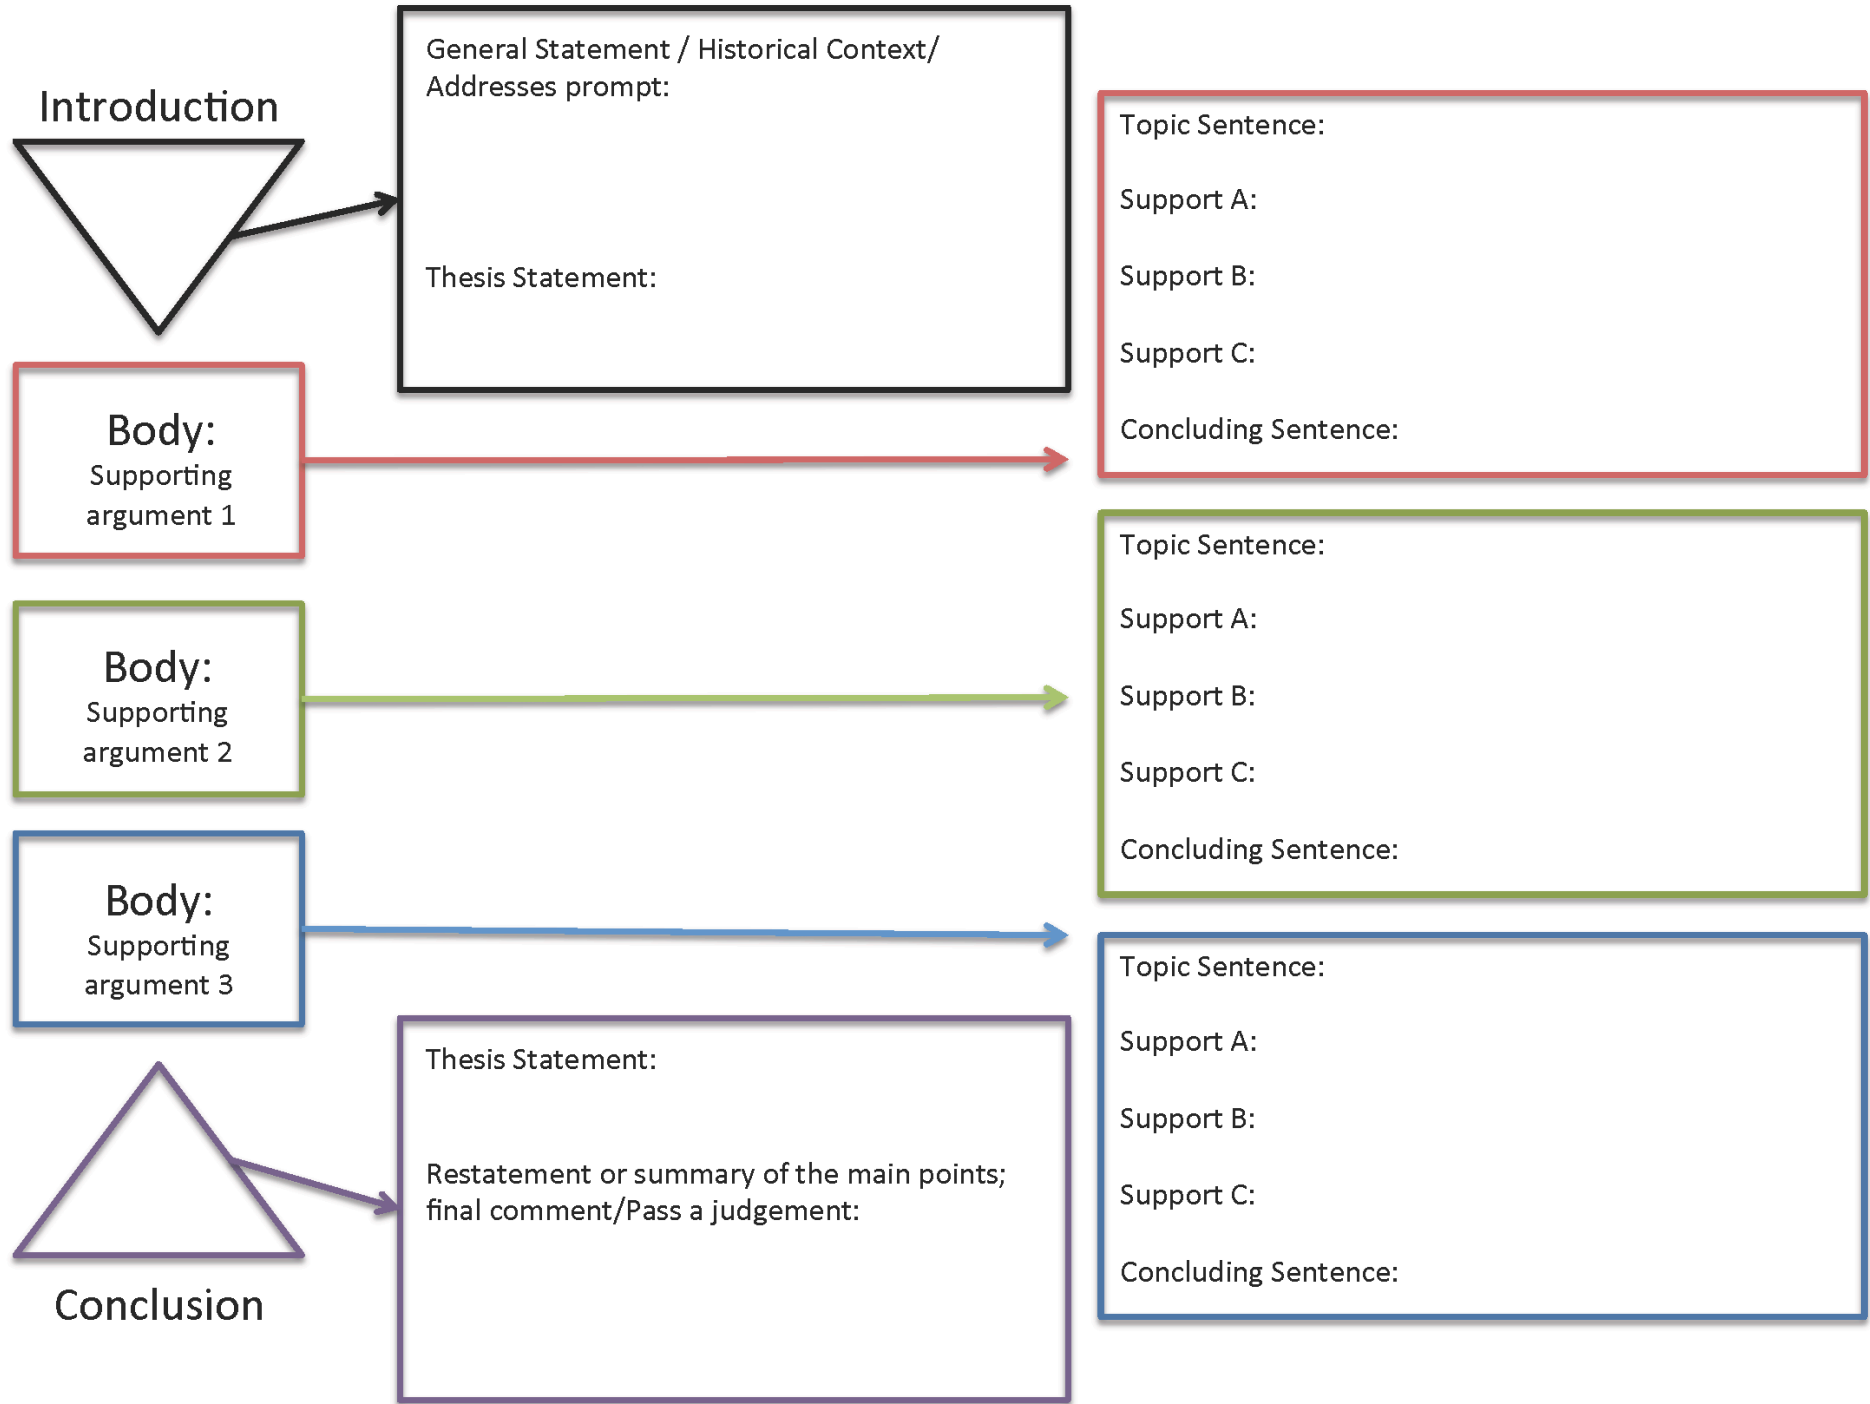 Introduction
General Statement / Historical Context/
Addresses prompt:
Thesis Statement:
Body:
Supporting
argument 1
Topic Sentence:
Support A:
Support B:
Support C:
Concluding Sentence:
Body:
Supporting
argument 2
Topic Sentence:
Support A:
Support B:
Support C:
Concluding Sentence:
Body:
Supporting
argument 3
Topic Sentence:
Support A:
Support B:
Support C:
Concluding Sentence:
Conclusion
Thesis Statement:
Restatement or summary of the main points;
final comment/Pass a judgement: